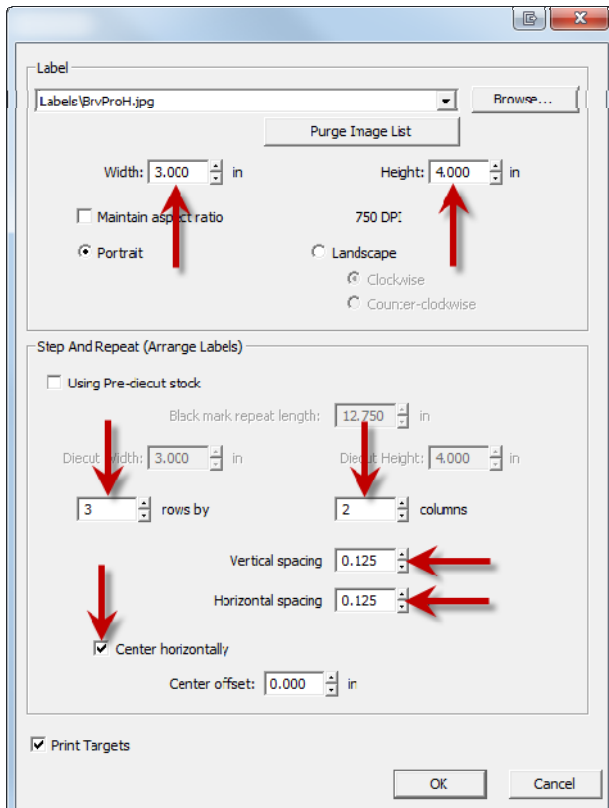 Label
Labels\BrvProH.jpg Browse...
Purge Image List
Width: 3.000 in Height: 4.000 in
Maintain aspect ratio 750 DPI
Portrait Landscape
Clockwise
Counter-clockwise
Step And Repeat (Arrange Labels)
Using Pre-diecut stock
Black mark repeat length: 12.750 in
Diecut Width: 3.000 in Diecut Height: 4.000 in
3 rows by 2 columns
Vertical spacing 0.125
Horizontal spacing 0.125
Center horizontally
Center offset: 0.000 in
Print Targets
OK Cancel